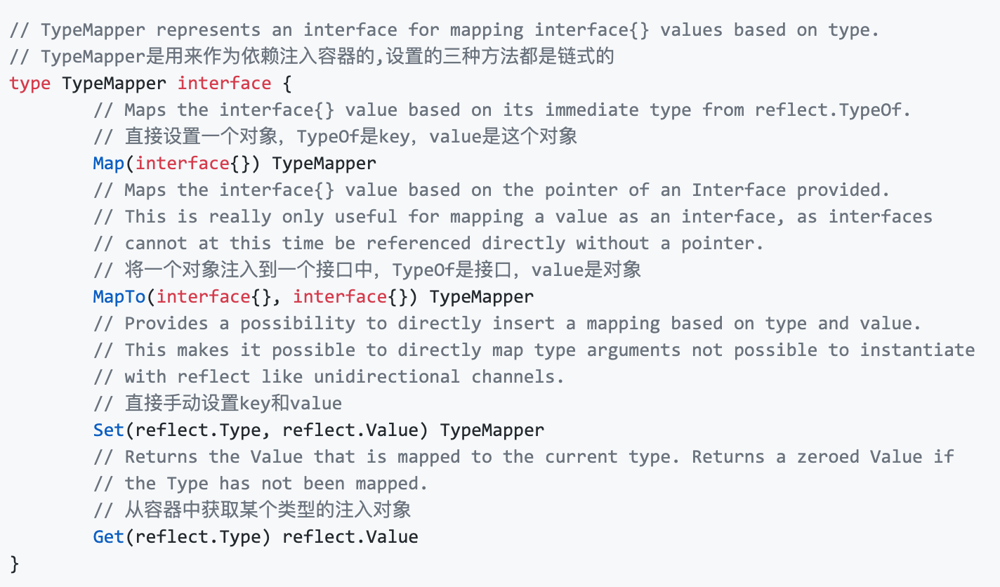 // TypeMapper represents an interface for mapping interface{} values based on type.
// TypeMapper是用来作为依赖注入容器的,设置的三种方法都是链式的
type TypeMapper interface {
// Maps the interface{} value based on its immediate type from reflect.TypeOf.
// 直接设置一个对象，TypeOf是key，value是这个对象
Map(interface{}) TypeMapper
// Maps the interface{} value based on the pointer of an Interface provided.
// This is really only useful for mapping a value as an interface, as interfaces
// cannot at this time be referenced directly without a pointer.
// 将一个对象注入到一个接口中，TypeOf是接口，value是对象
MapTo(interface{}, interface{}) TypeMapper
// Provides a possibility to directly insert a mapping based on type and value.
// This makes it possible to directly map type arguments not possible to instantiate
// with reflect like unidirectional channels.
// 直接手动设置key和value
Set(reflect.Type, reflect.Value) TypeMapper
// Returns the Value that is mapped to the current type. Returns a zeroed Value if
// the Type has not been mapped.
// 从容器中获取某个类型的注入对象
Get(reflect.Type) reflect.Value
}